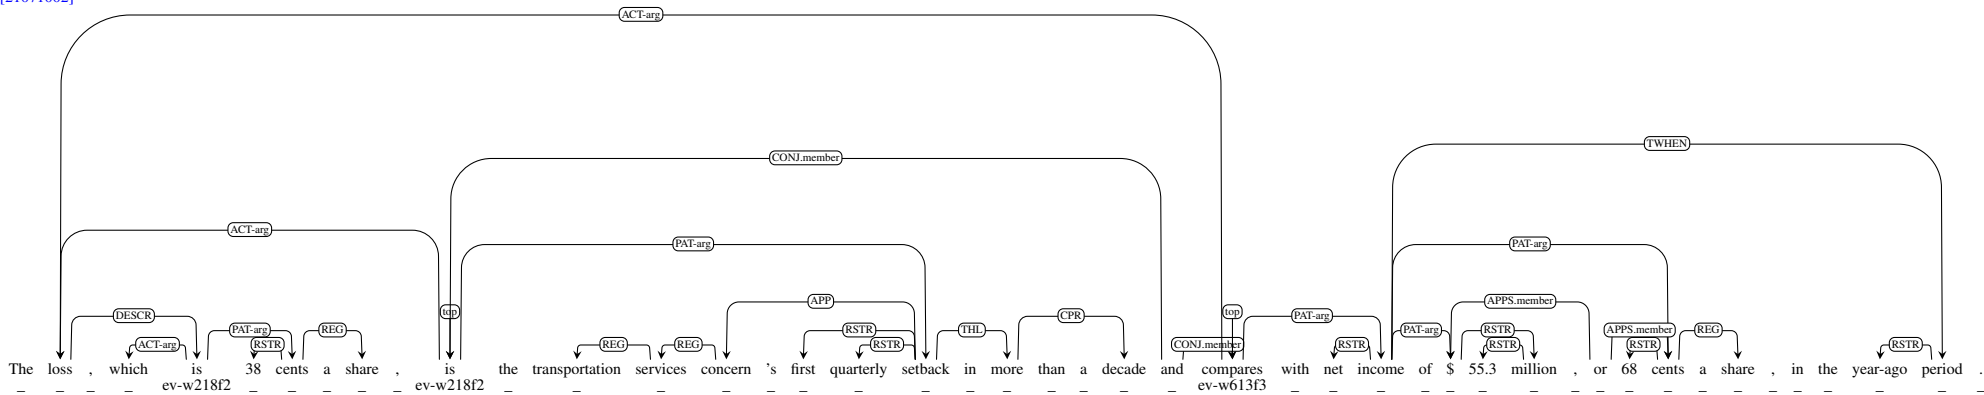 [21071002]
ACT-arg
TWHEN
CONJ.member
ACT-arg PAT-arg PAT-arg
APP APPS.member
DESCR top top PAT-arg
PAT-arg REG RSTR THL CPR PAT-arg RSTR APPS.member REG
ACT-arg RSTR REG REG RSTR CONJ.member RSTR RSTR RSTR RSTR
The loss , which is 38 cents a share , is the transportation services concern 's first quarterly setback in more than a decade and compares with net income of $ 55.3 million , or 68 cents a share , in the year-ago period .
_ _ _ _ ev-w218f2 _ _ _ _ _ ev-w218f2 _ _ _ _ _ _ _ _ _ _ _ _ _ _ ev-w613f3 _ _ _ _ _ _ _ _ _ _ _ _ _ _ _ _ _ _ _